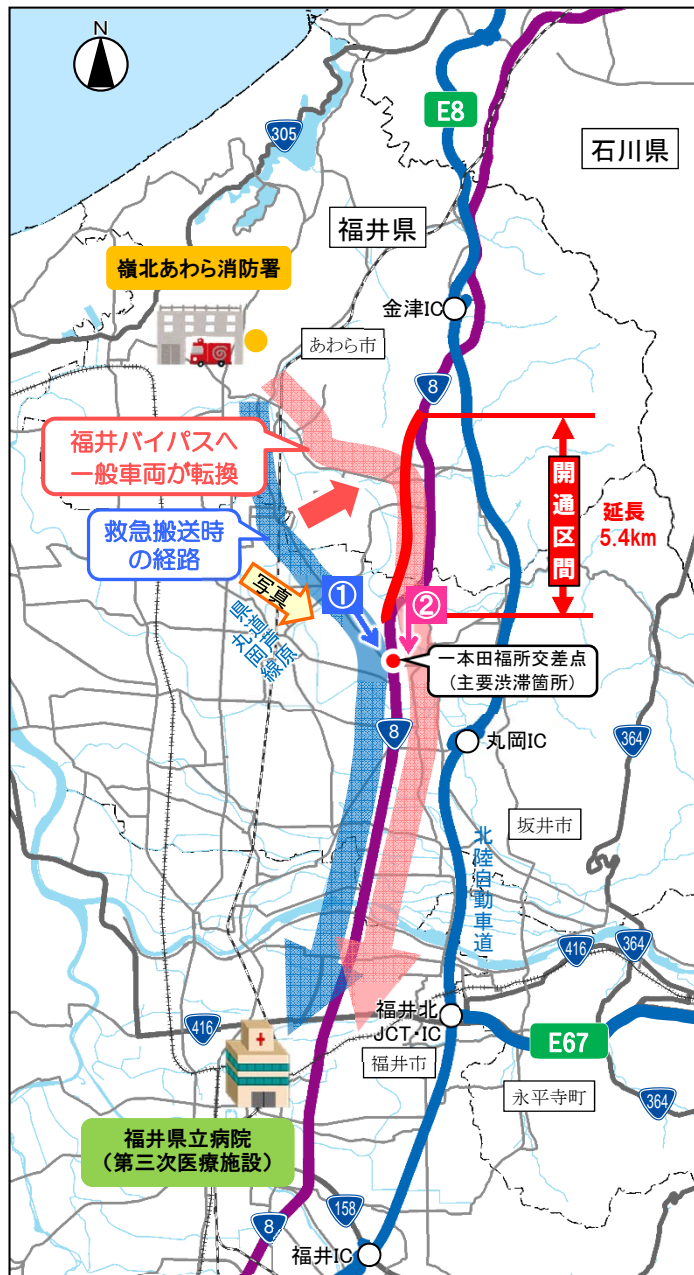 N
305
E8
石川県
福井県
嶺北あわら消防署
金津IC
あわら市
8
福井バイパスへ
一般車両が転換
開通区間
延長
5.4km
救急搬送時
の経路
写真
①
②
県道芦原
丸岡線
一本田福所交差点
(主要渋滞箇所)
8
丸岡IC
364
坂井市
北陸自動車道
416
364
416
福井北
JCT・IC
E67
福井市
永平寺町
364
福井県立病院
(第三次医療施設)
158
8
福井IC